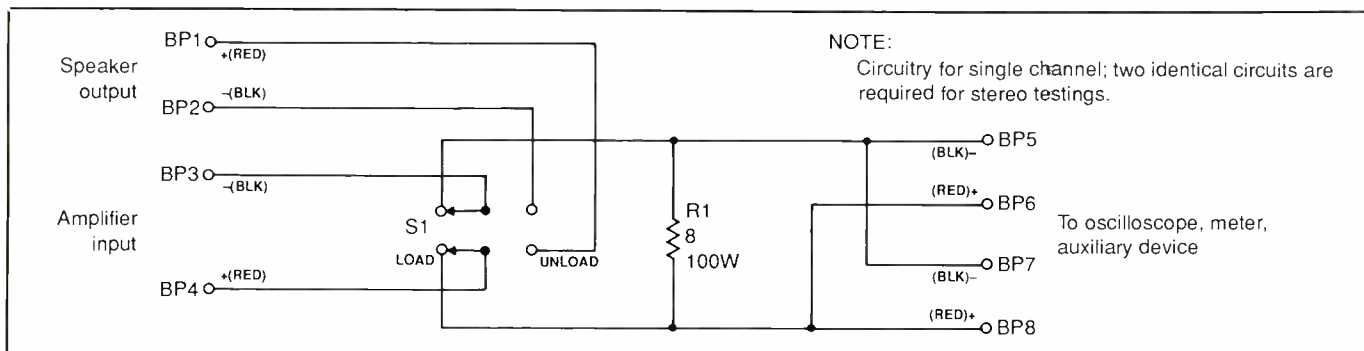 BP1
+(RED)
Speaker
output
–(BLK)
BP2
BP3
–(BLK)
Amplifier
input
+(RED)
BP4
S1
LOAD
UNLOAD
R1
8
100W
NOTE:
Circuitry for single channel; two identical circuits are
required for stereo testings.
BP5
(BLK)–
(RED)+
BP6
To oscilloscope, meter,
auxiliary device
BP7
(BLK)–
(RED)+
BP8